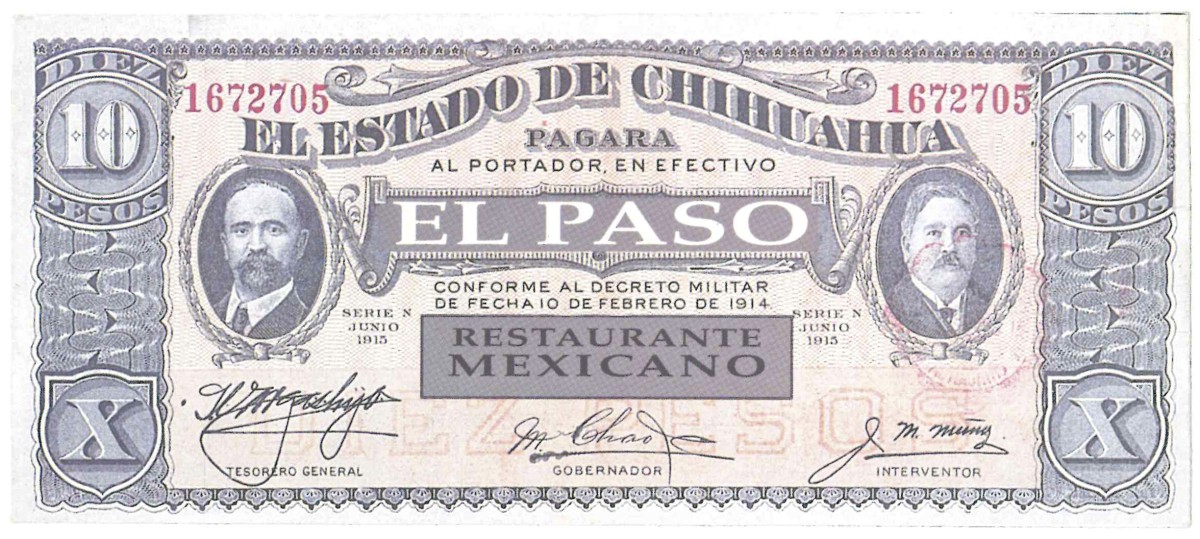 DIEZ
10
PESOS
1672705
EL ESTADO DE CHIHUAHUA
1672705
DIEZ
10
PESOS
PAGARA
AL PORTADOR, EN EFECTIVO
EL PASO
CONFORME AL DECRETO MILITAR
DE FECHA 10 DE FEBRERO DE 1914.
SERIE N
JUNIO
1915
SERIE N
JUNIO
1915
RESTAURANTE
MEXICANO
DIEZ PESOS
X
X
M. Chao
TESORERO GENERAL
GOBERNADOR
INTERVENTOR